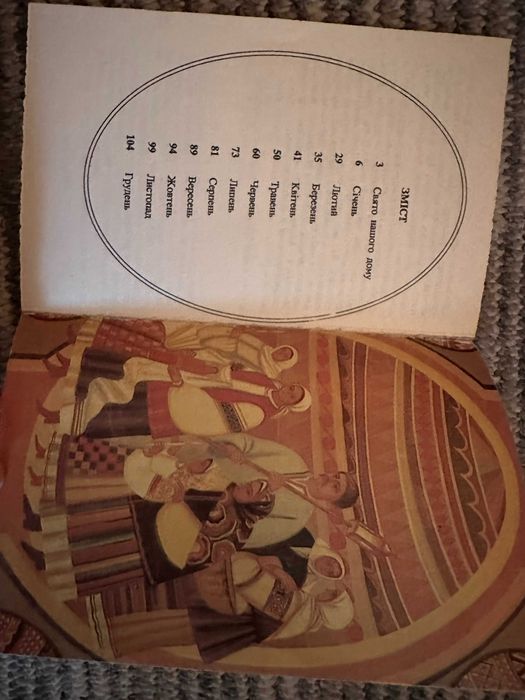 ЗМІСТ
3 Свято нашого дому
6 Січень
29 Лютий
35 Березень
41 Квітень
50 Травень
60 Червень
73 Липень
81 Серпень
89 Вересень
94 Жовтень
99 Листопад
104 Грудень